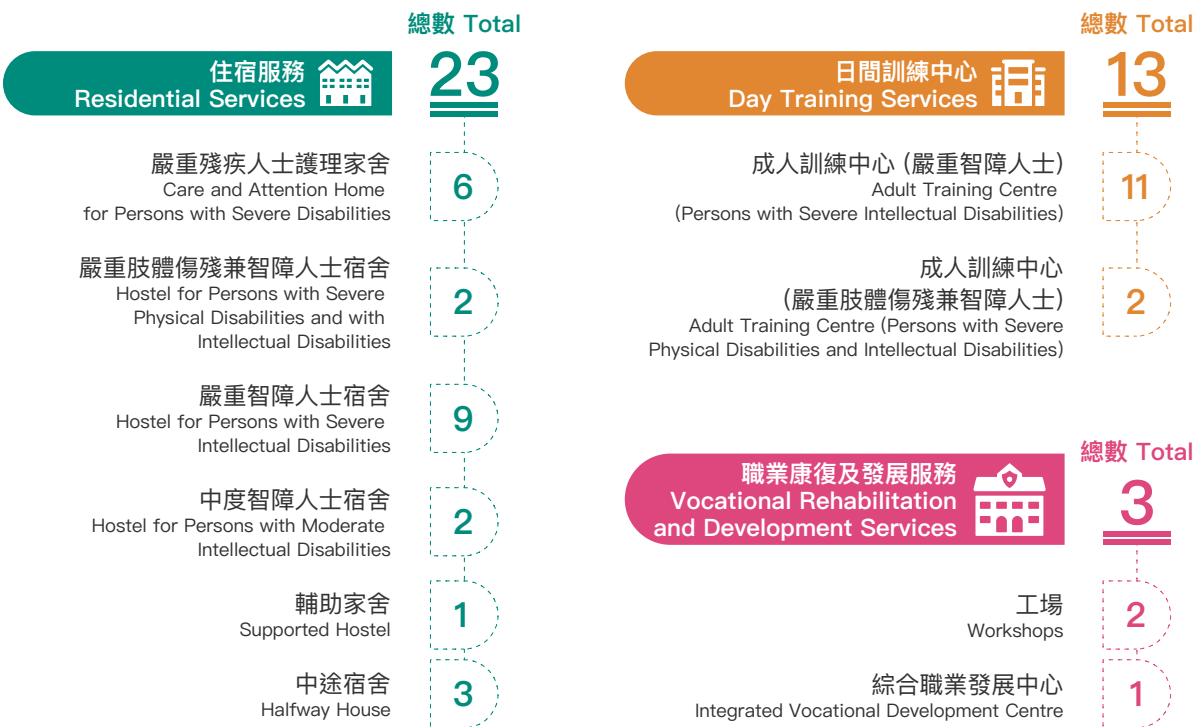 總數 Total
住宿服務
Residential Services
23
嚴重殘疾人士護理家舍
Care and Attention Home
for Persons with Severe Disabilities
6
嚴重肢體傷殘兼智障人士宿舍
Hostel for Persons with Severe
Physical Disabilities and with
Intellectual Disabilities
2
嚴重智障人士宿舍
Hostel for Persons with Severe
Intellectual Disabilities
9
中度智障人士宿舍
Hostel for Persons with Moderate
Intellectual Disabilities
2
輔助家舍
Supported Hostel
1
中途宿舍
Halfway House
3
總數 Total
日間訓練中心
Day Training Services
13
成人訓練中心 (嚴重智障人士)
Adult Training Centre
(Persons with Severe Intellectual Disabilities)
11
成人訓練中心
(嚴重肢體傷殘兼智障人士)
Adult Training Centre (Persons with Severe
Physical Disabilities and Intellectual Disabilities)
2
總數 Total
職業康復及發展服務
Vocational Rehabilitation
and Development Services
3
工場
Workshops
2
綜合職業發展中心
Integrated Vocational Development Centre
1